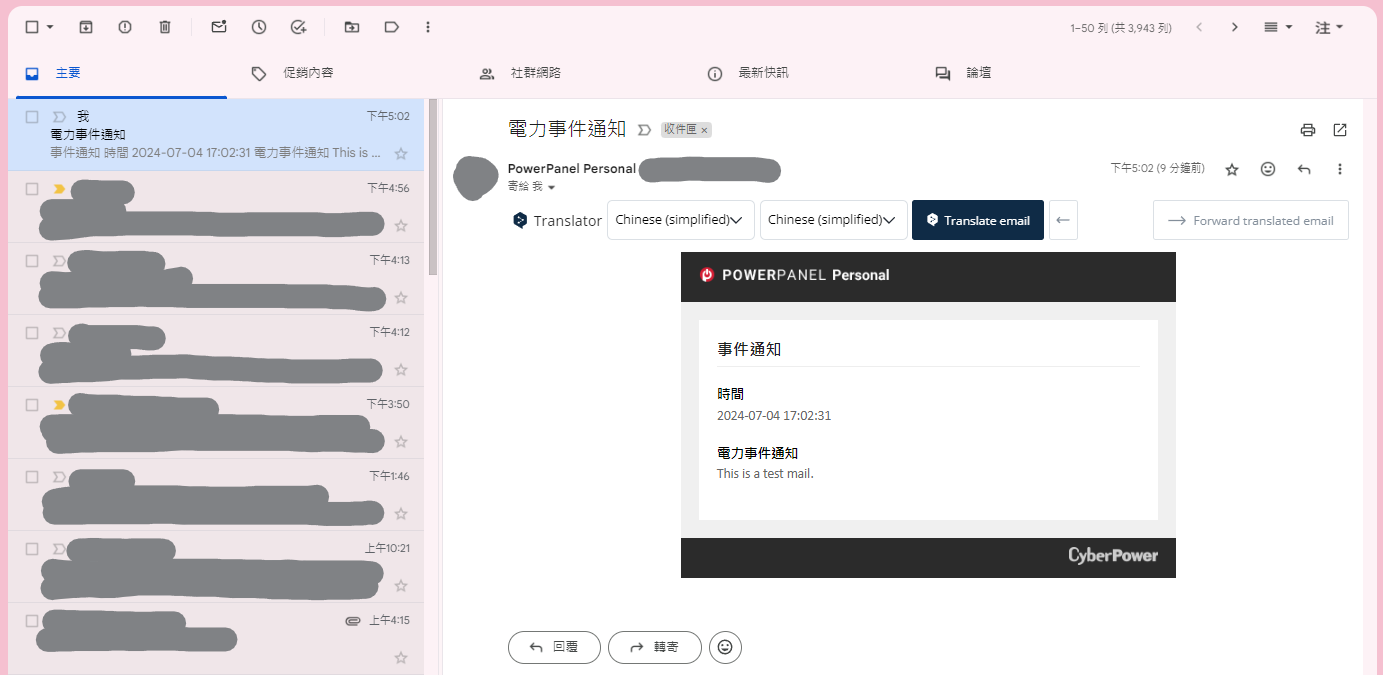 1–50 列 (共 3,943 列)
注
主要
促銷內容
社群網路
最新快訊
論壇
我
下午5:02
電力事件通知
事件通知 時間 2024-07-04 17:02:31 電力事件通知 This is ...
下午4:56
下午4:13
下午4:12
下午3:50
下午1:46
上午10:21
上午4:15
電力事件通知
收件匣 ×
PowerPanel Personal
下午5:02 (9 分鐘前)
寄給 我
Translator
Chinese (simplified)
Chinese (simplified)
Translate email
Forward translated email
POWERPANEL Personal
事件通知
時間
2024-07-04 17:02:31
電力事件通知
This is a test mail.
CyberPower
回覆
轉寄